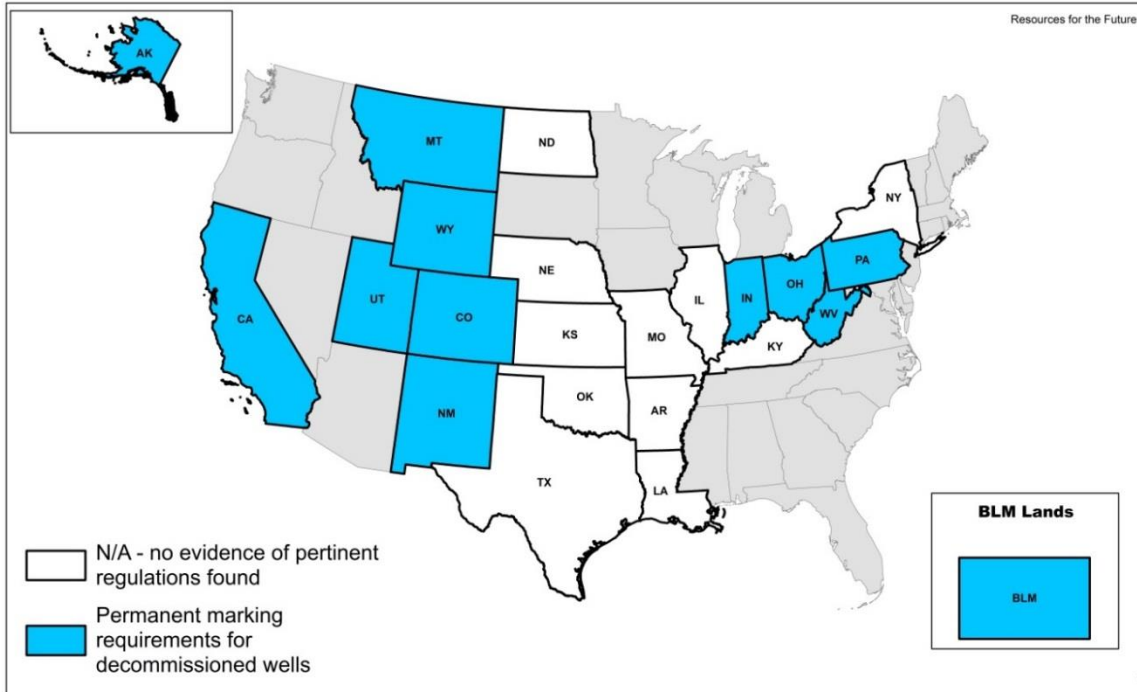 Resources for the Future
AK
MT
ND
NY
WY
NE
PA
UT
CO
IL
IN
OH
WV
CA
KS
MO
KY
NM
OK
AR
TX
LA
BLM Lands
BLM
N/A - no evidence of pertinent
regulations found
Permanent marking
requirements for
decommissioned wells